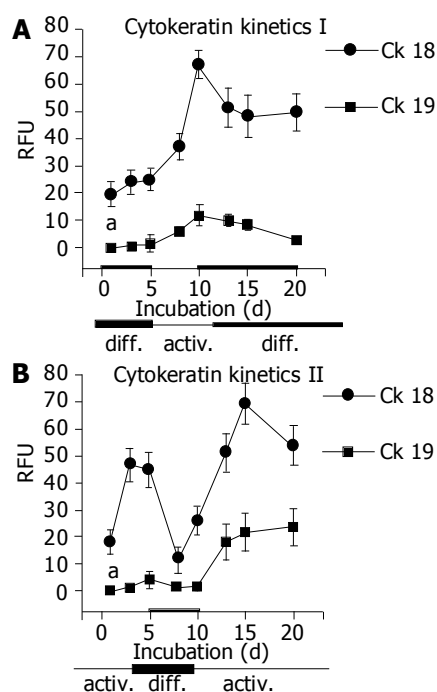 A
Cytokeratin kinetics I
80
70
60
50
40
30
20
10
0
RFU
a
Ck 18
Ck 19
0 5 10 15 20
Incubation (d)
diff. activ. diff.
B
Cytokeratin kinetics II
80
70
60
50
40
30
20
10
0
RFU
a
Ck 18
Ck 19
0 5 10 15 20
Incubation (d)
activ. diff. activ.